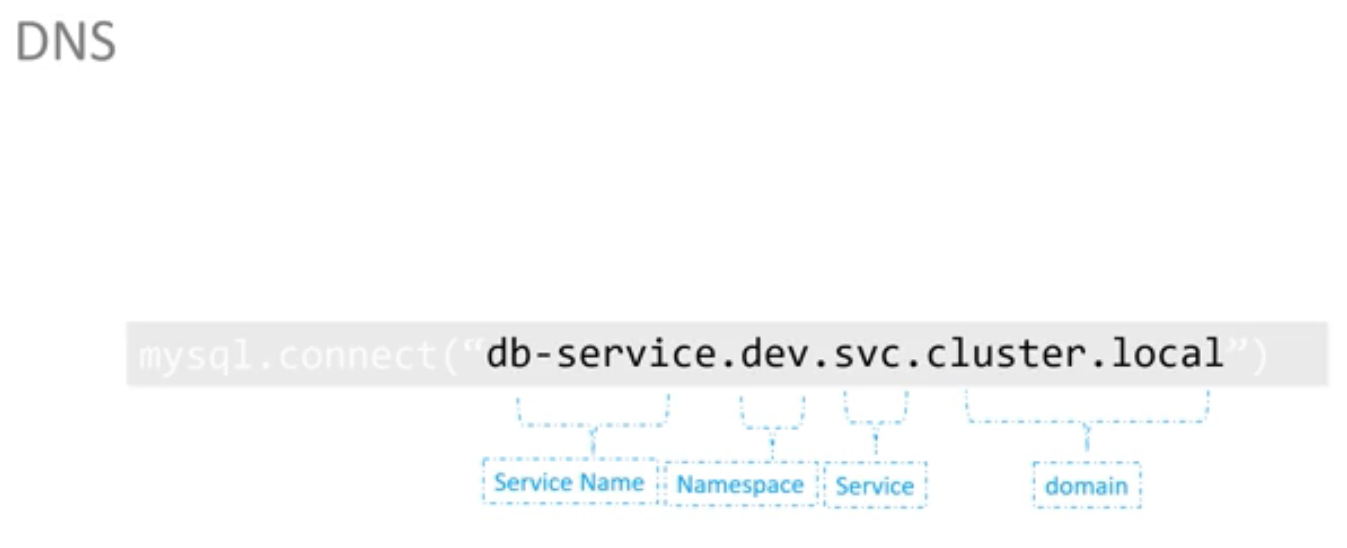 DNS
mysql.connect(“db-service.dev.svc.cluster.local”)
Service Name Namespace Service domain